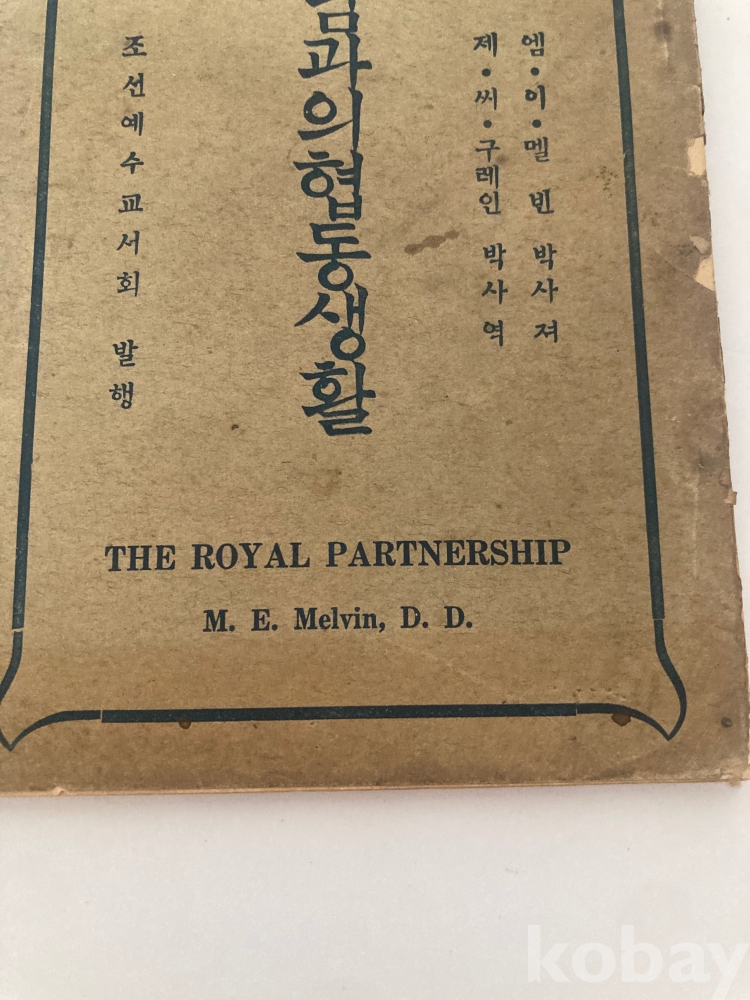 엠·이·멜빈 박사 져
제·씨·구레인 박사 역
과의협동생활
조선예수교서회 발행
THE ROYAL PARTNERSHIP
M. E. Melvin, D. D.
kobay